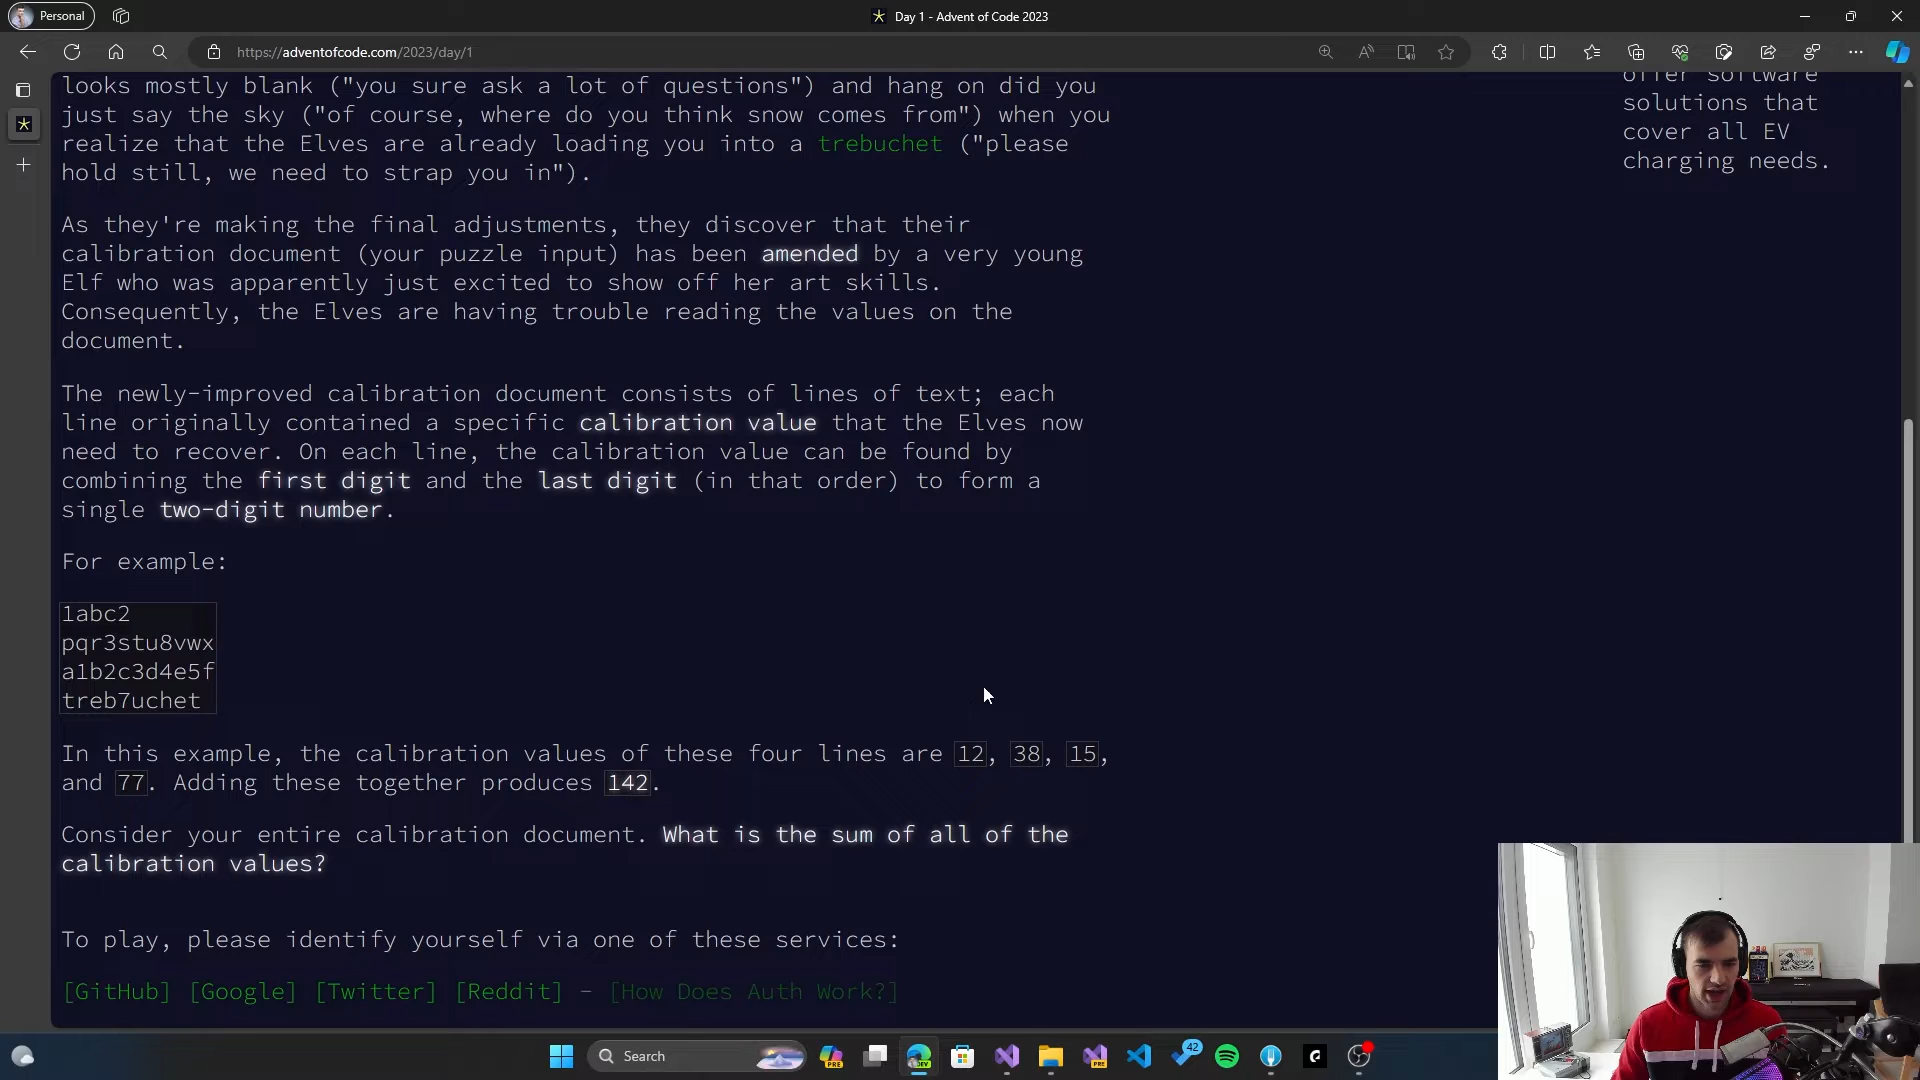 Personal
Day 1 - Advent of Code 2023
https://adventofcode.com/2023/day/1
looks mostly blank ("you sure ask a lot of questions") and hang on did you
just say the sky ("of course, where do you think snow comes from") when you
realize that the Elves are already loading you into a trebuchet ("please
hold still, we need to strap you in").
offer software
solutions that
cover all EV
charging needs.
As they're making the final adjustments, they discover that their
calibration document (your puzzle input) has been amended by a very young
Elf who was apparently just excited to show off her art skills.
Consequently, the Elves are having trouble reading the values on the
document.
The newly-improved calibration document consists of lines of text; each
line originally contained a specific calibration value that the Elves now
need to recover. On each line, the calibration value can be found by
combining the first digit and the last digit (in that order) to form a
single two-digit number.
For example:
1abc2
pqr3stu8vwx
a1b2c3d4e5f
treb7uchet
In this example, the calibration values of these four lines are 12, 38, 15,
and 77. Adding these together produces 142.
Consider your entire calibration document. What is the sum of all of the
calibration values?
To play, please identify yourself via one of these services:
[GitHub] [Google] [Twitter] [Reddit] - [How Does Auth Work?]
Search
PRE
DEV
PRE
42